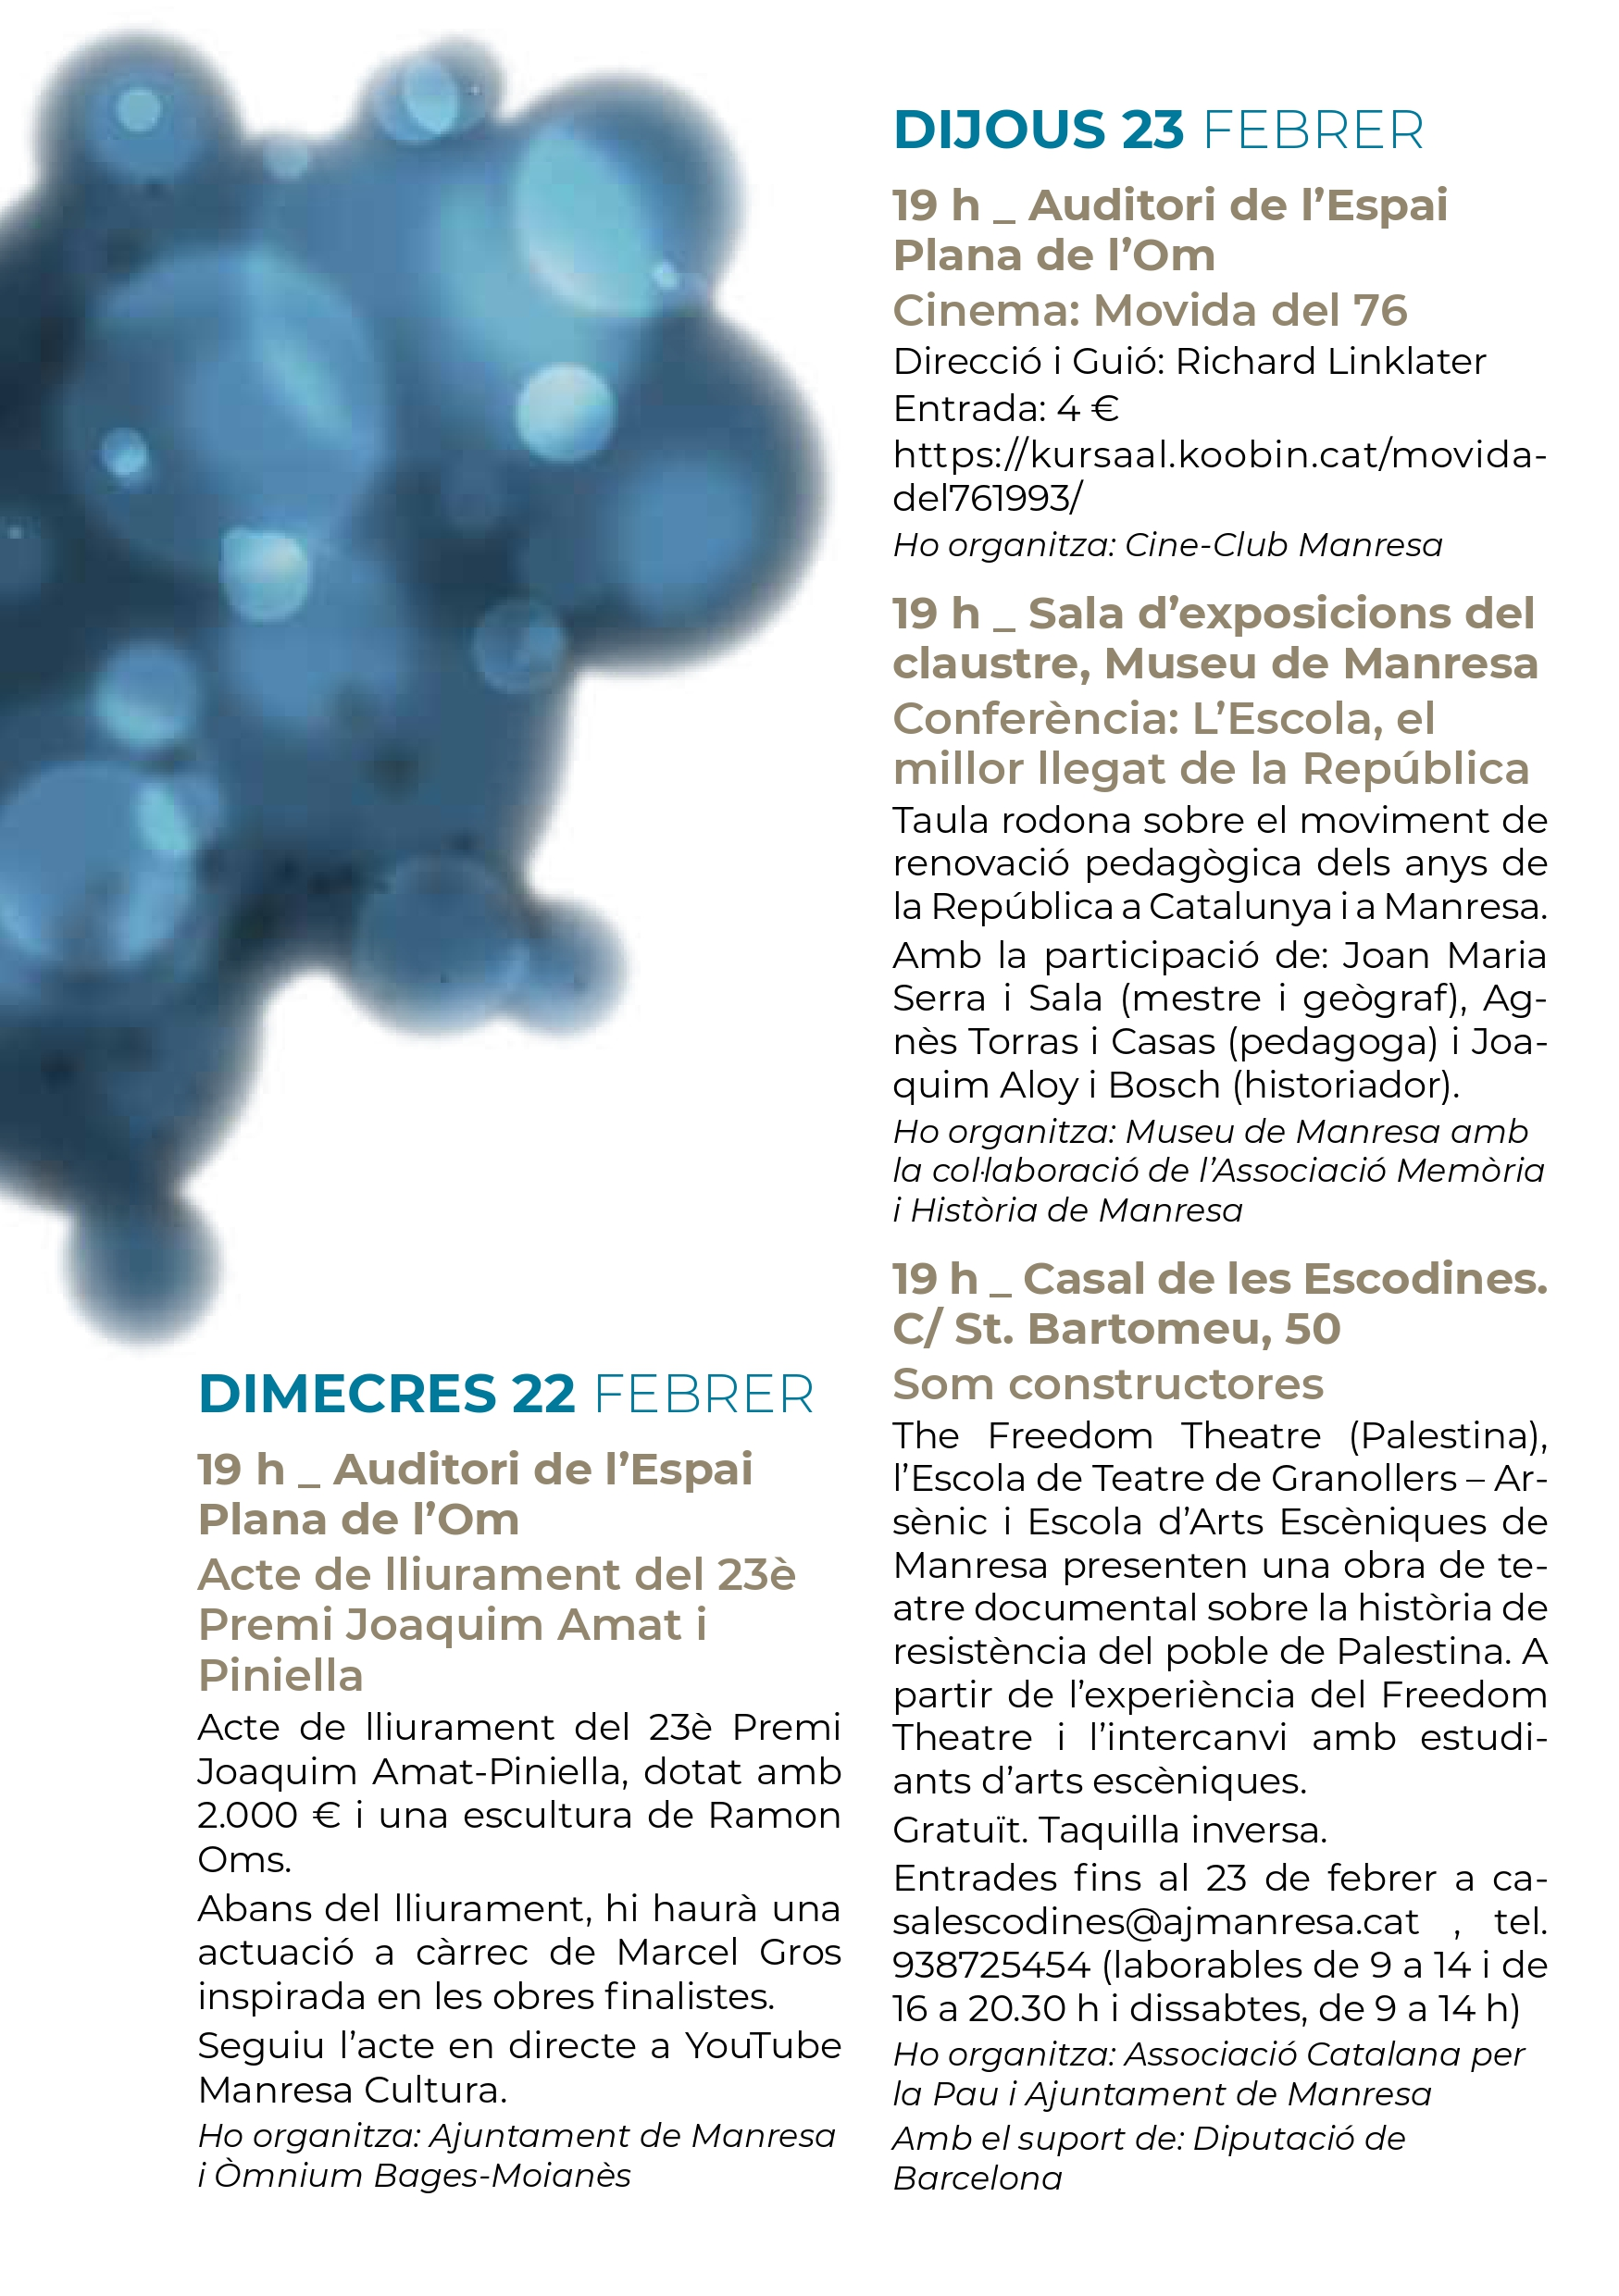 DIMECRES 22 FEBRER
19 h _ Auditori de l’Espai
Plana de l’Om
Acte de lliurament del 23è
Premi Joaquim Amat i
Piniella
Acte de lliurament del 23è Premi
Joaquim Amat-Piniella, dotat amb
2.000 € i una escultura de Ramon
Oms.
Abans del lliurament, hi haurà una
actuació a càrrec de Marcel Gros
inspirada en les obres finalistes.
Seguiu l’acte en directe a YouTube
Manresa Cultura.
Ho organitza: Ajuntament de Manresa
i Òmnium Bages-Moianès
DIJOUS 23 FEBRER
19 h _ Auditori de l’Espai
Plana de l’Om
Cinema: Movida del 76
Direcció i Guió: Richard Linklater
Entrada: 4 €
https://kursaal.koobin.cat/movida-
del761993/
Ho organitza: Cine-Club Manresa
19 h _ Sala d’exposicions del
claustre, Museu de Manresa
Conferència: L’Escola, el
millor llegat de la República
Taula rodona sobre el moviment de
renovació pedagògica dels anys de
la República a Catalunya i a Manresa.
Amb la participació de: Joan Maria
Serra i Sala (mestre i geògraf), Ag-
nès Torras i Casas (pedagoga) i Joa-
quim Aloy i Bosch (historiador).
Ho organitza: Museu de Manresa amb
la col·laboració de l’Associació Memòria
i Història de Manresa
19 h _ Casal de les Escodines.
C/ St. Bartomeu, 50
Som constructores
The Freedom Theatre (Palestina),
l’Escola de Teatre de Granollers – Ar-
sènic i Escola d’Arts Escèniques de
Manresa presenten una obra de te-
atre documental sobre la història de
resistència del poble de Palestina. A
partir de l’experiència del Freedom
Theatre i l’intercanvi amb estudi-
ants d’arts escèniques.
Gratuït. Taquilla inversa.
Entrades fins al 23 de febrer a ca-
salescodines@ajmanresa.cat , tel.
938725454 (laborables de 9 a 14 i de
16 a 20.30 h i dissabtes, de 9 a 14 h)
Ho organitza: Associació Catalana per
la Pau i Ajuntament de Manresa
Amb el suport de: Diputació de
Barcelona